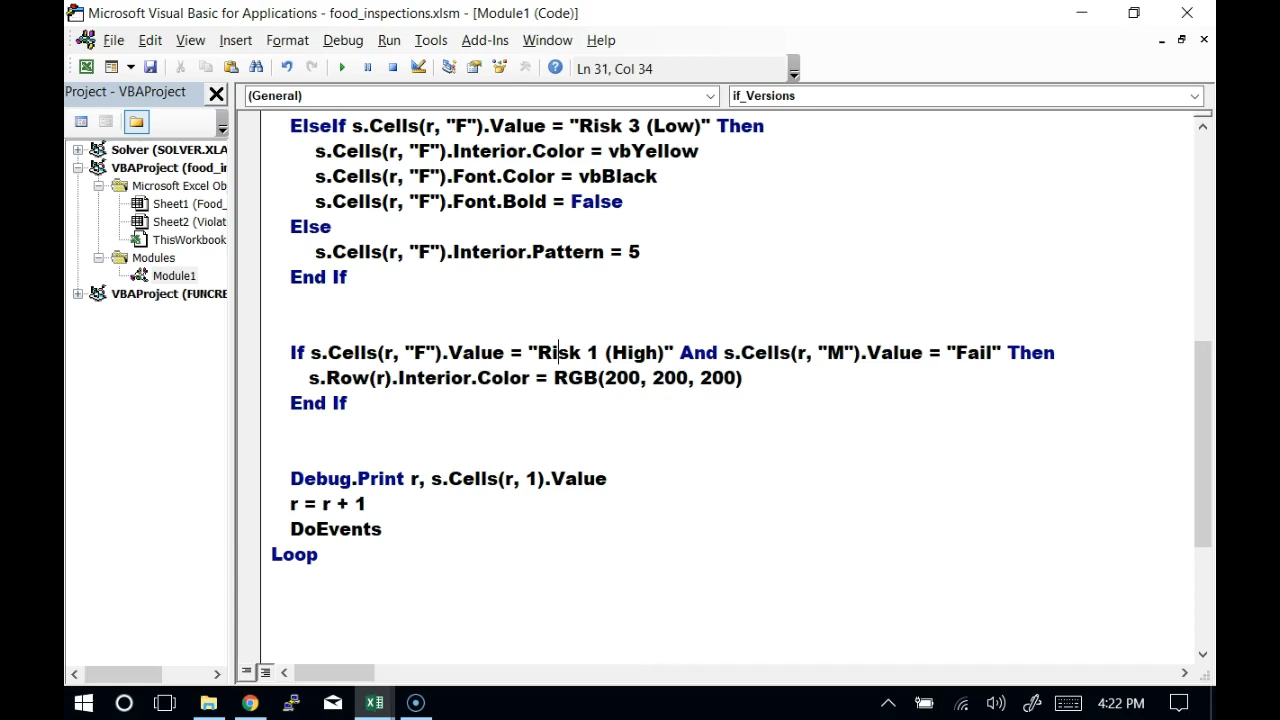 Microsoft Visual Basic for Applications - food_inspections.xlsm - [Module1 (Code)]
File Edit View Insert Format Debug Run Tools Add-Ins Window Help
Ln 31, Col 34
Project - VBAProject
(General)
if_Versions
Solver (SOLVER.XLA
VBAProject (food_in
Microsoft Excel Ob
Sheet1 (Food_
Sheet2 (Violat
ThisWorkbook
Modules
Module1
VBAProject (FUNCRE
ElseIf s.Cells(r, "F").Value = "Risk 3 (Low)" Then
s.Cells(r, "F").Interior.Color = vbYellow
s.Cells(r, "F").Font.Color = vbBlack
s.Cells(r, "F").Font.Bold = False
Else
s.Cells(r, "F").Interior.Pattern = 5
End If
If s.Cells(r, "F").Value = "Risk 1 (High)" And s.Cells(r, "M").Value = "Fail" Then
s.Row(r).Interior.Color = RGB(200, 200, 200)
End If
Debug.Print r, s.Cells(r, 1).Value
r = r + 1
DoEvents
Loop
4:22 PM